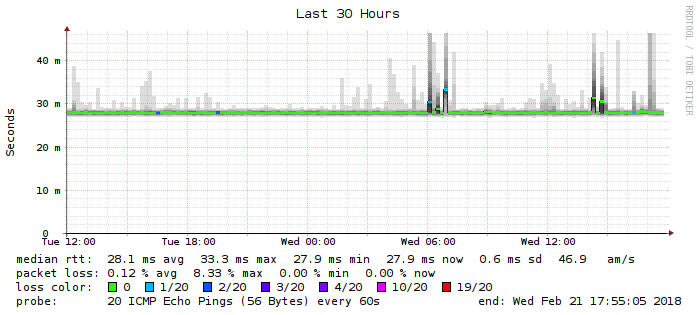 Last 30 Hours
RRDTOOL / TOBI OETIKER
Seconds
40 m
30 m
20 m
10 m
0
Tue 12:00 Tue 18:00 Wed 00:00 Wed 06:00 Wed 12:00
median rtt: 28.1 ms avg 33.3 ms max 27.9 ms min 27.9 ms now 0.6 ms sd 46.9 am/s
packet loss: 0.12 % avg 8.33 % max 0.00 % min 0.00 % now
loss color: 0 1/20 2/20 3/20 4/20 10/20 19/20
probe: 20 ICMP Echo Pings (56 Bytes) every 60s end: Wed Feb 21 17:55:05 2018